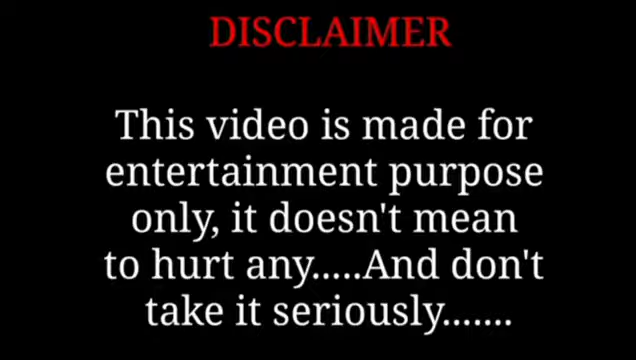 DISCLAIMER
This video is made for
entertainment purpose
only, it doesn't mean
to hurt any.....And don't
take it seriously.......